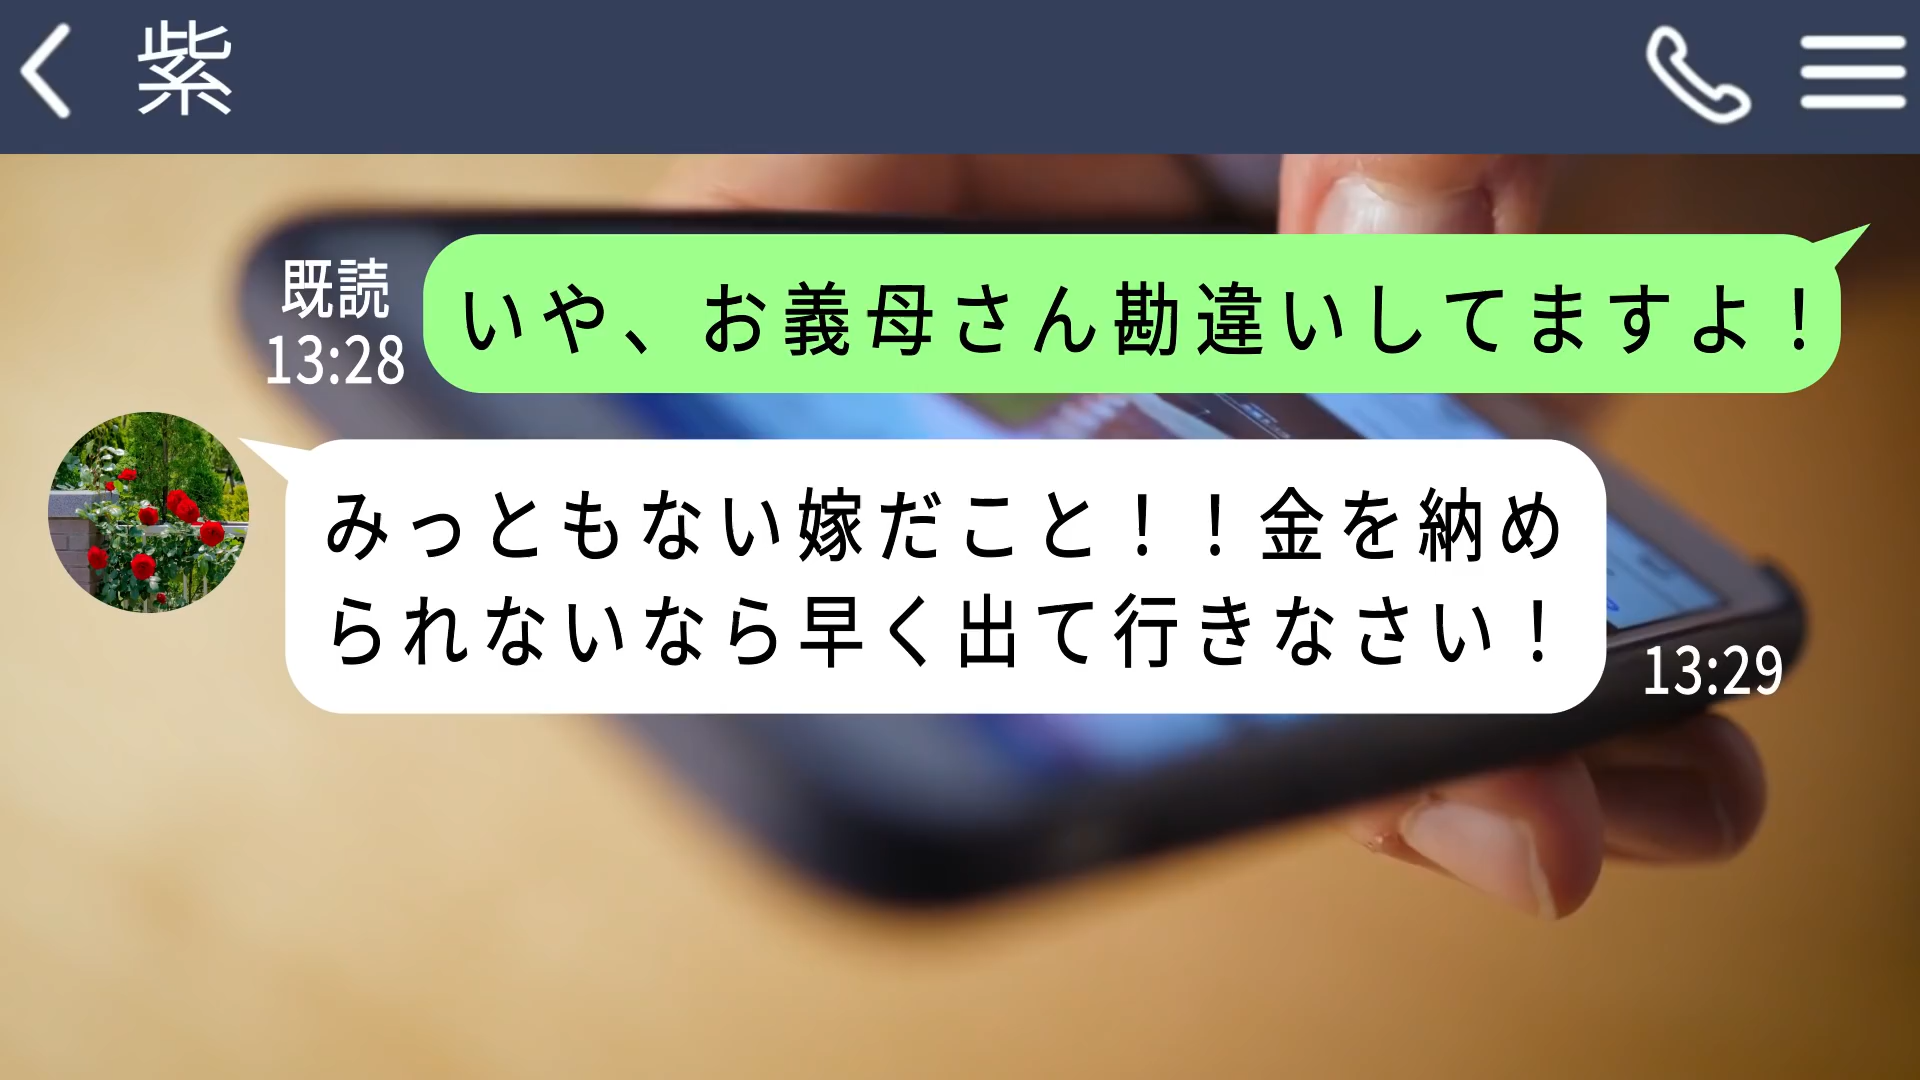 紫
いや、お義母さん勘違いしてますよ！
既読
13:28
みっともない嫁だこと！！金を納め
られないなら早く出て行きなさい！
13:29